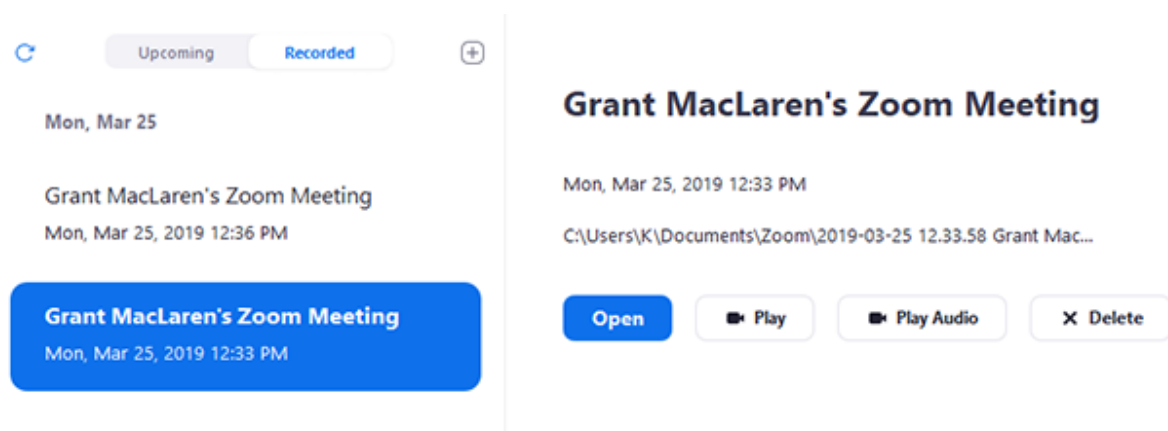 Upcoming
Recorded
Mon, Mar 25
Grant MacLaren's Zoom Meeting
Mon, Mar 25, 2019 12:36 PM
Grant MacLaren's Zoom Meeting
Mon, Mar 25, 2019 12:33 PM
Grant MacLaren's Zoom Meeting
Mon, Mar 25, 2019 12:33 PM
C:\Users\K\Documents\Zoom\2019-03-25 12.33.58 Grant Mac...
Open
Play
Play Audio
Delete